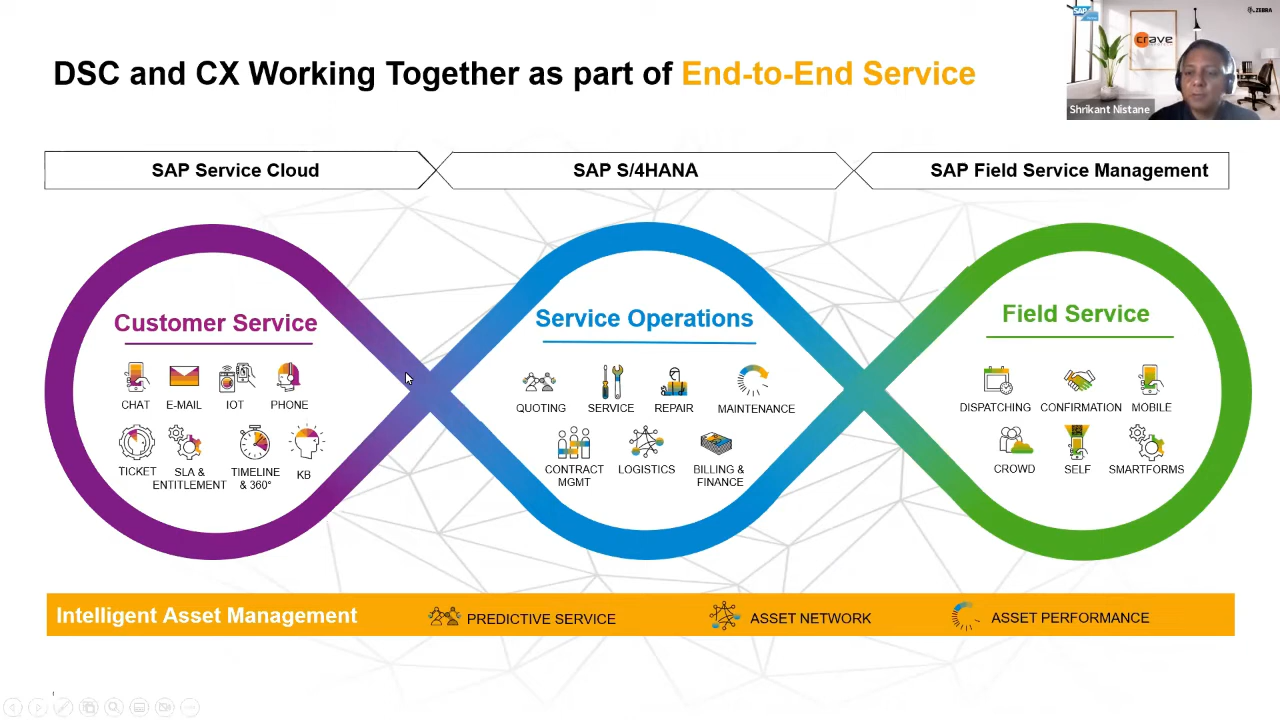 SAP
ZEBRA
crave
Shrikant Nistane
DSC and CX Working Together as part of End-to-End Service
SAP Service Cloud
SAP S/4HANA
SAP Field Service Management
Customer Service
CHAT
E-MAIL
IOT
PHONE
TICKET
SLA &
ENTITLEMENT
TIMELINE
& 360°
KB
Service Operations
QUOTING
SERVICE
REPAIR
MAINTENANCE
CONTRACT
MGMT
LOGISTICS
BILLING &
FINANCE
Field Service
DISPATCHING
CONFIRMATION
MOBILE
CROWD
SELF
SMARTFORMS
Intelligent Asset Management
PREDICTIVE SERVICE
ASSET NETWORK
ASSET PERFORMANCE